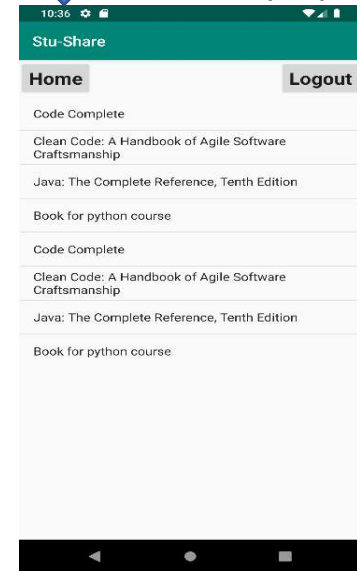 10:36
Stu-Share
Home Logout
Code Complete
Clean Code: A Handbook of Agile Software
Craftsmanship
Java: The Complete Reference, Tenth Edition
Book for python course
Code Complete
Clean Code: A Handbook of Agile Software
Craftsmanship
Java: The Complete Reference, Tenth Edition
Book for python course